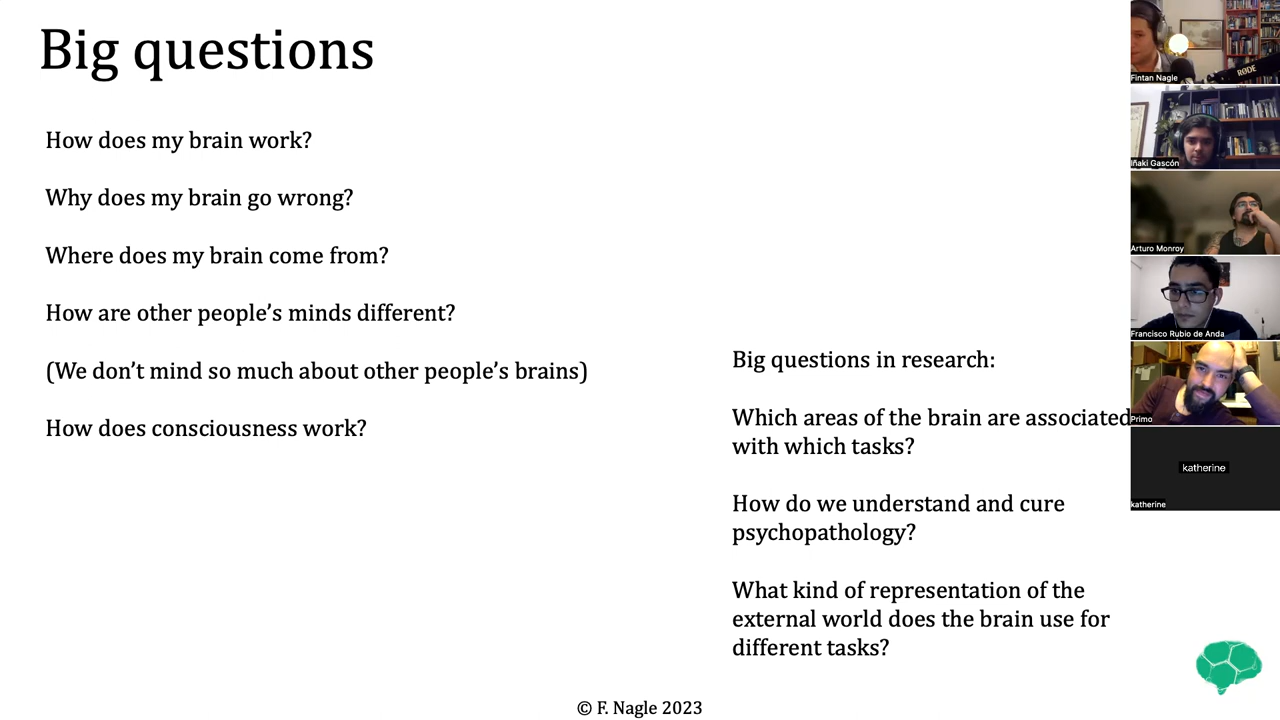 Big questions
How does my brain work?
Why does my brain go wrong?
Where does my brain come from?
How are other people’s minds different?
(We don’t mind so much about other people’s brains)
How does consciousness work?
Big questions in research:
Which areas of the brain are associated
with which tasks?
How do we understand and cure
psychopathology?
What kind of representation of the
external world does the brain use for
different tasks?
© F. Nagle 2023
RØDE
Fintan Nagle
Iñaki Gascón
Arturo Monroy
Francisco Rubio de Anda
Primo
katherine
katherine